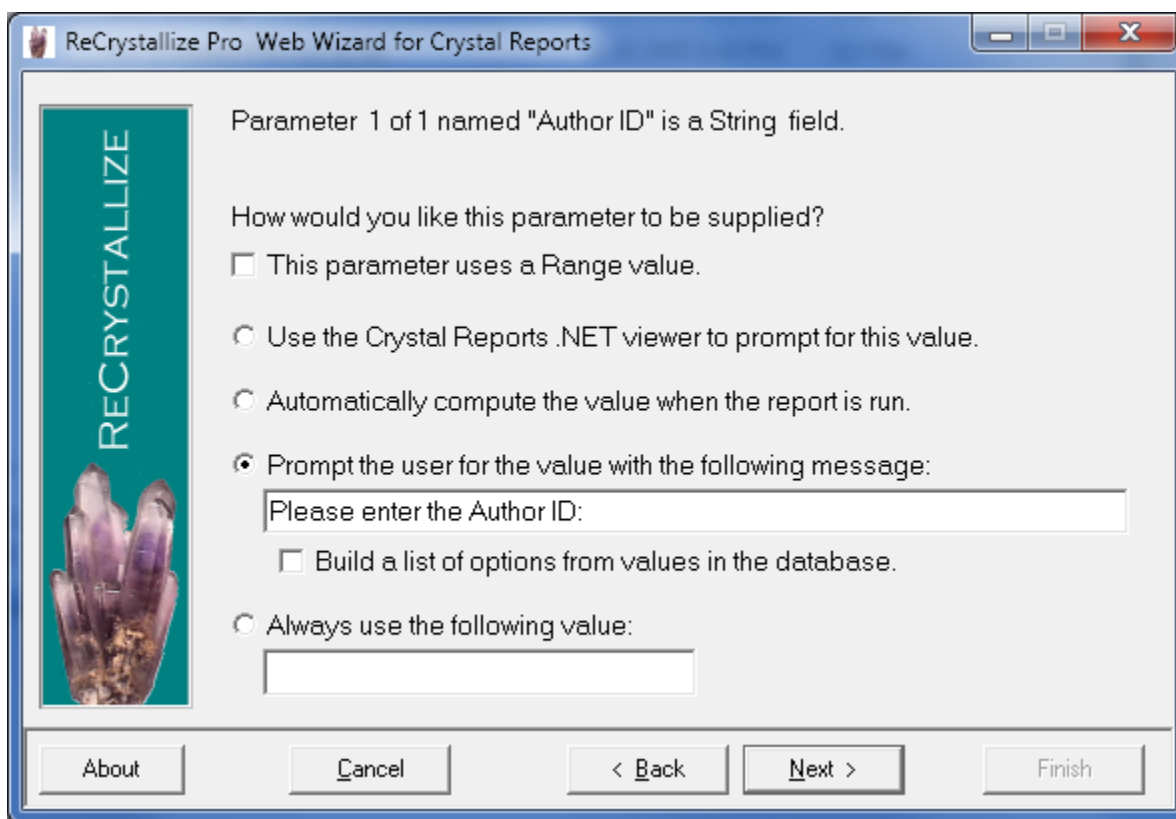 ReCrystallize Pro  Web Wizard for Crystal Reports
RECRYSTALLIZE
Parameter  1 of 1 named "Author ID" is a String  field.
How would you like this parameter to be supplied?
This parameter uses a Range value.
Use the Crystal Reports .NET viewer to prompt for this value.
Automatically compute the value when the report is run.
Prompt the user for the value with the following message:
Please enter the Author ID:
Build a list of options from values in the database.
Always use the following value:
About
Cancel
< Back
Next >
Finish